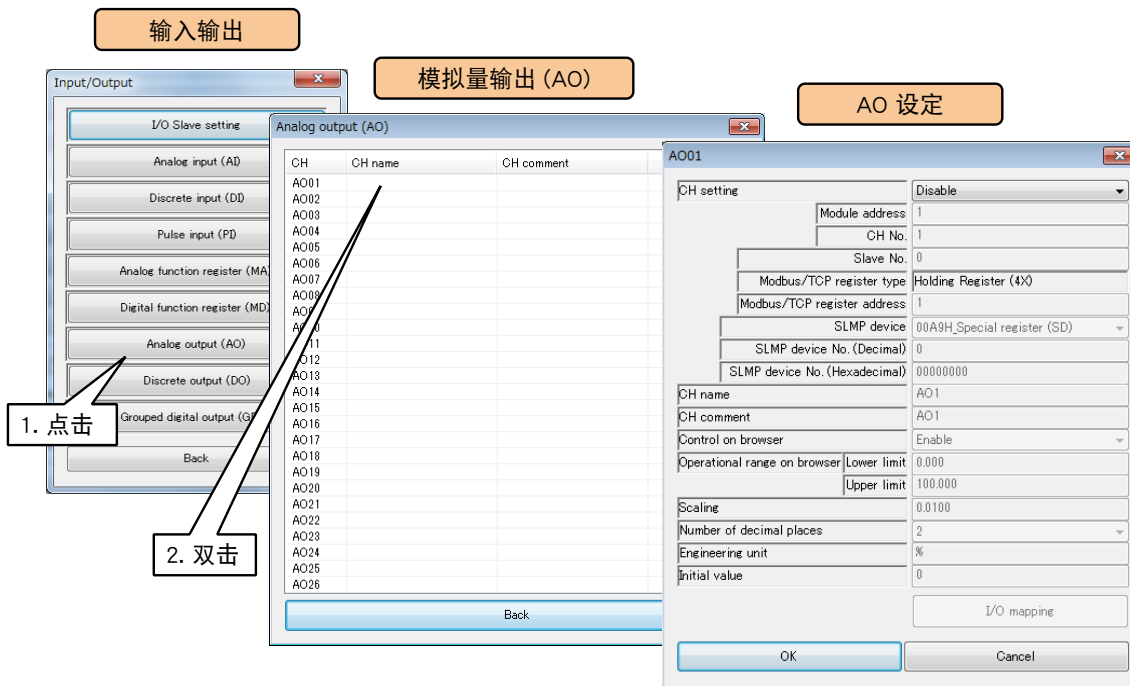 输入输出
模拟量输出 (AO)
AO 设定
Input/Output
I/O Slave setting
Analog input (AI)
Discrete input (DI)
Pulse input (PI)
Analog function register (MA)
Digital function register (MD)
Analog output (AO)
Discrete output (DO)
Grouped digital output
Back
1. 点击
Analog output (AO)
CH CH name CH comment
AO01
AO02
AO03
AO04
AO05
AO06
AO07
AO08
AO12
AO13
AO14
AO15
AO16
AO17
AO18
AO19
AO20
AO21
AO22
AO23
AO24
AO25
AO26
Back
2. 双击
AO01
CH setting Disable
Module address 1
CH No. 1
Slave No. 0
Modbus/TCP register type Holding Register (4X)
Modbus/TCP register address 1
SLMP device 00A9H_Special register (SD)
SLMP device No. (Decimal) 0
SLMP device No. (Hexadecimal) 00000000
CH name AO1
CH comment AO1
Control on browser Enable
Operational range on browser Lower limit 0.000
Upper limit 100.000
Scaling 0.0100
Number of decimal places 2
Engineering unit %
Initial value 0
I/O mapping
OK Cancel